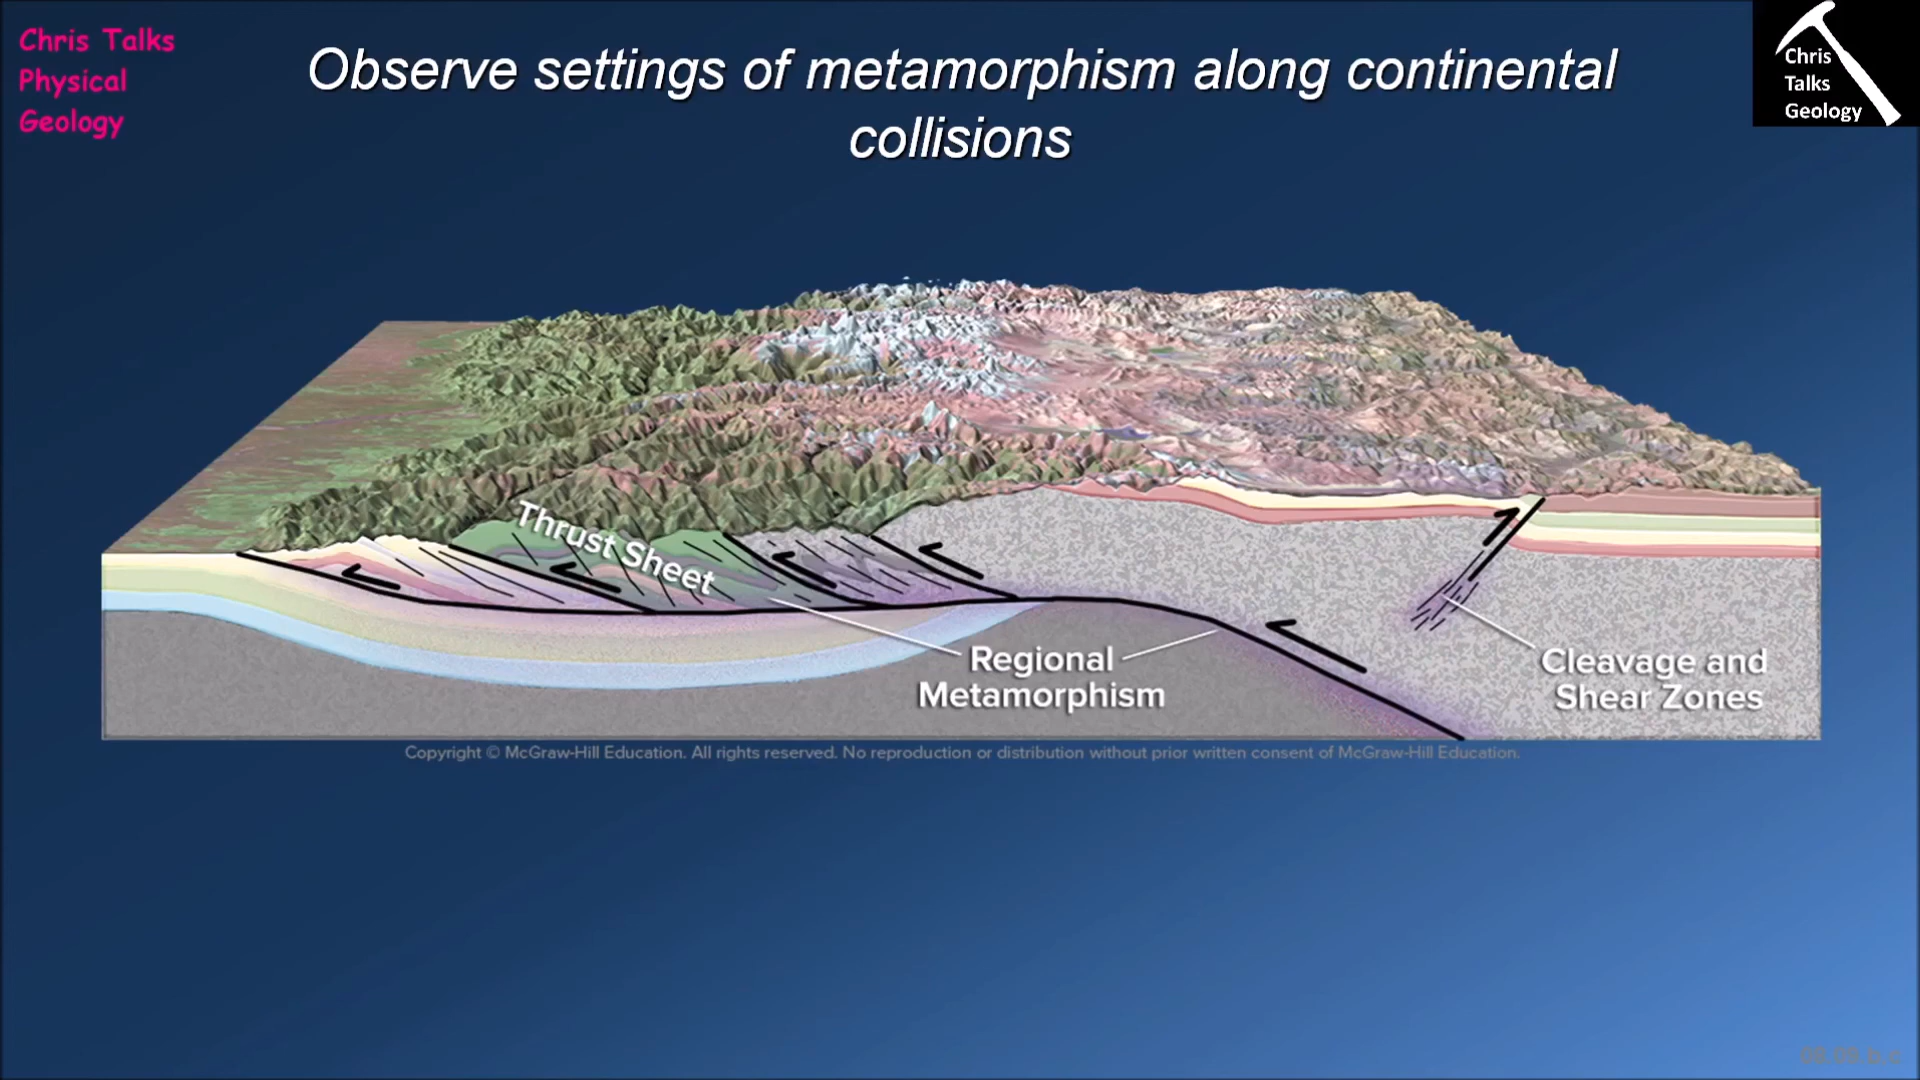 Chris Talks
Physical
Geology
Observe settings of metamorphism along continental
collisions
Chris
Talks
Geology
Thrust Sheet
Regional
Metamorphism
Cleavage and
Shear Zones
Copyright © McGraw-Hill Education. All rights reserved. No reproduction or distribution without prior written consent of McGraw-Hill Education.